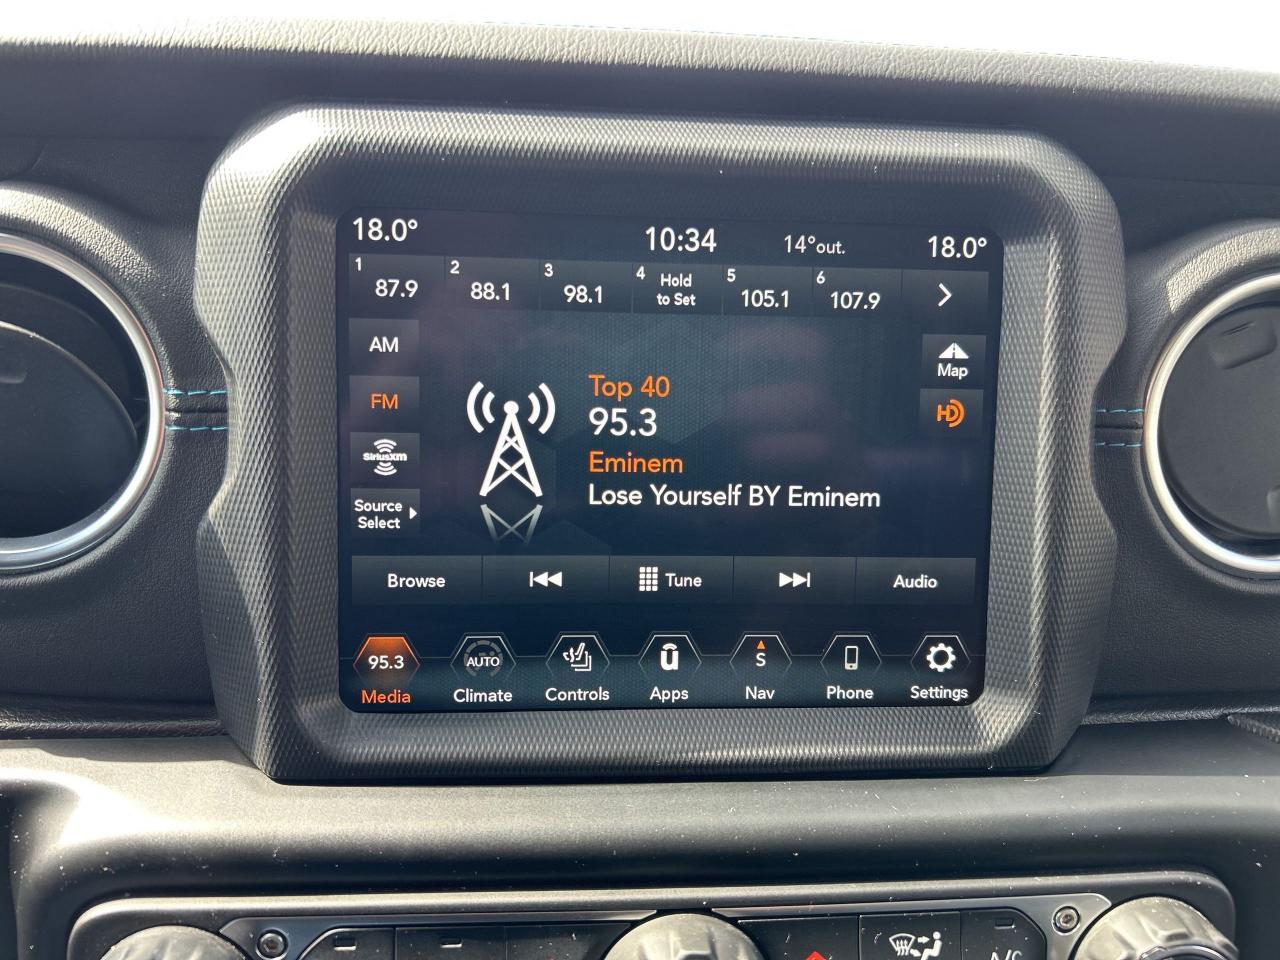 18.0° 10:34 14°out. 18.0°
1 87.9 2 88.1 3 98.1 4 Hold to Set 5 105.1 6 107.9
AM
Map
Top 40
FM
95.3
HD
Eminem
SiriusXM
Lose Yourself BY Eminem
Source Select
Browse Tune Audio
95.3 AUTO u S
Media Climate Controls Apps Nav Phone Settings